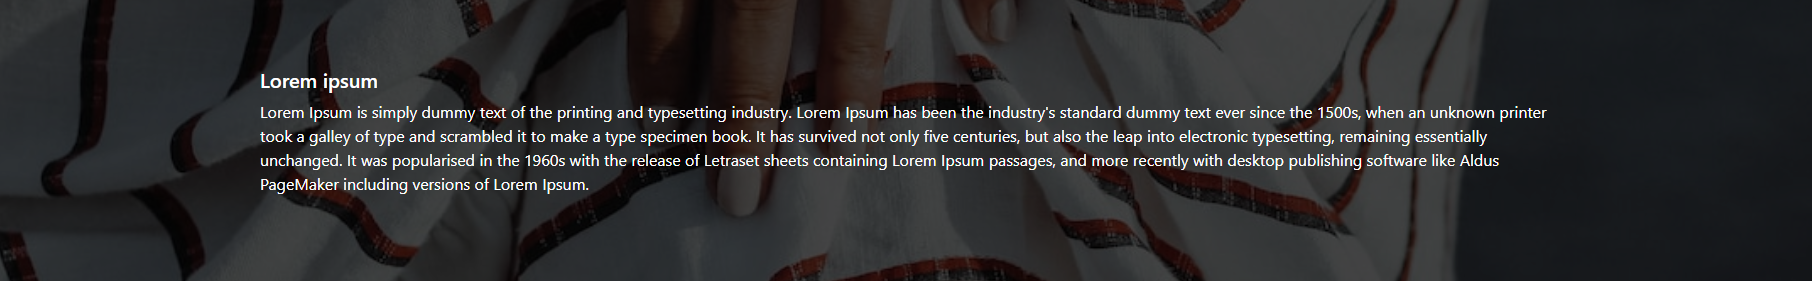 Lorem ipsum
Lorem Ipsum is simply dummy text of the printing and typesetting industry. Lorem Ipsum has been the industry's standard dummy text ever since the 1500s, when an unknown printer
took a galley of type and scrambled it to make a type specimen book. It has survived not only five centuries, but also the leap into electronic typesetting, remaining essentially
unchanged. It was popularised in the 1960s with the release of Letraset sheets containing Lorem Ipsum passages, and more recently with desktop publishing software like Aldus
PageMaker including versions of Lorem Ipsum.